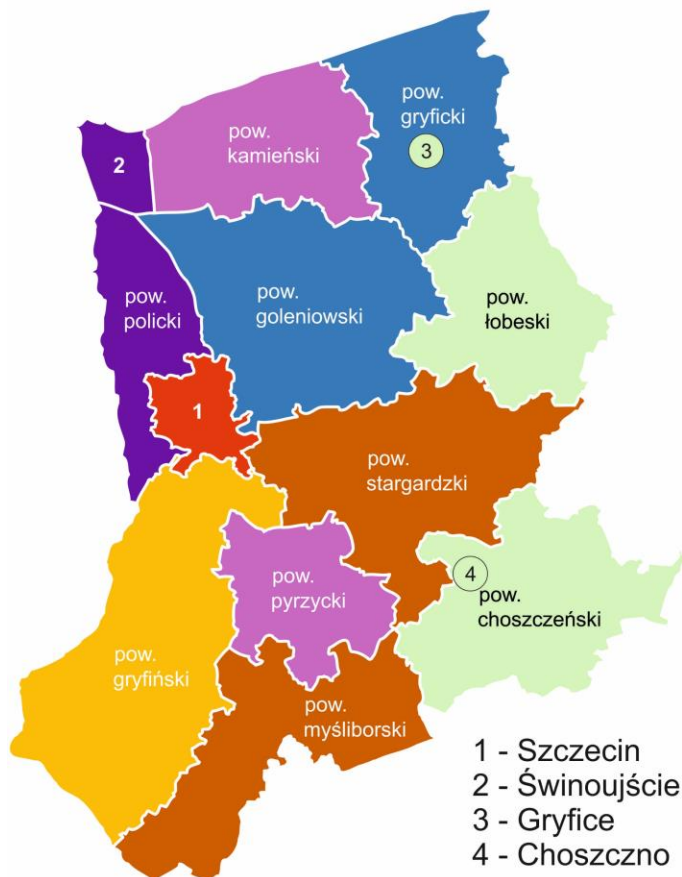 pow.
gryficki
3
pow.
kamieński
2
pow.
policki
pow.
goleniowski
pow.
łobeski
1
pow.
stargardzki
4
pow.
choszczeński
pow.
pyrzycki
pow.
gryfiński
pow.
myśliborski
1 - Szczecin
2 - Świnoujście
3 - Gryfice
4 - Choszczno